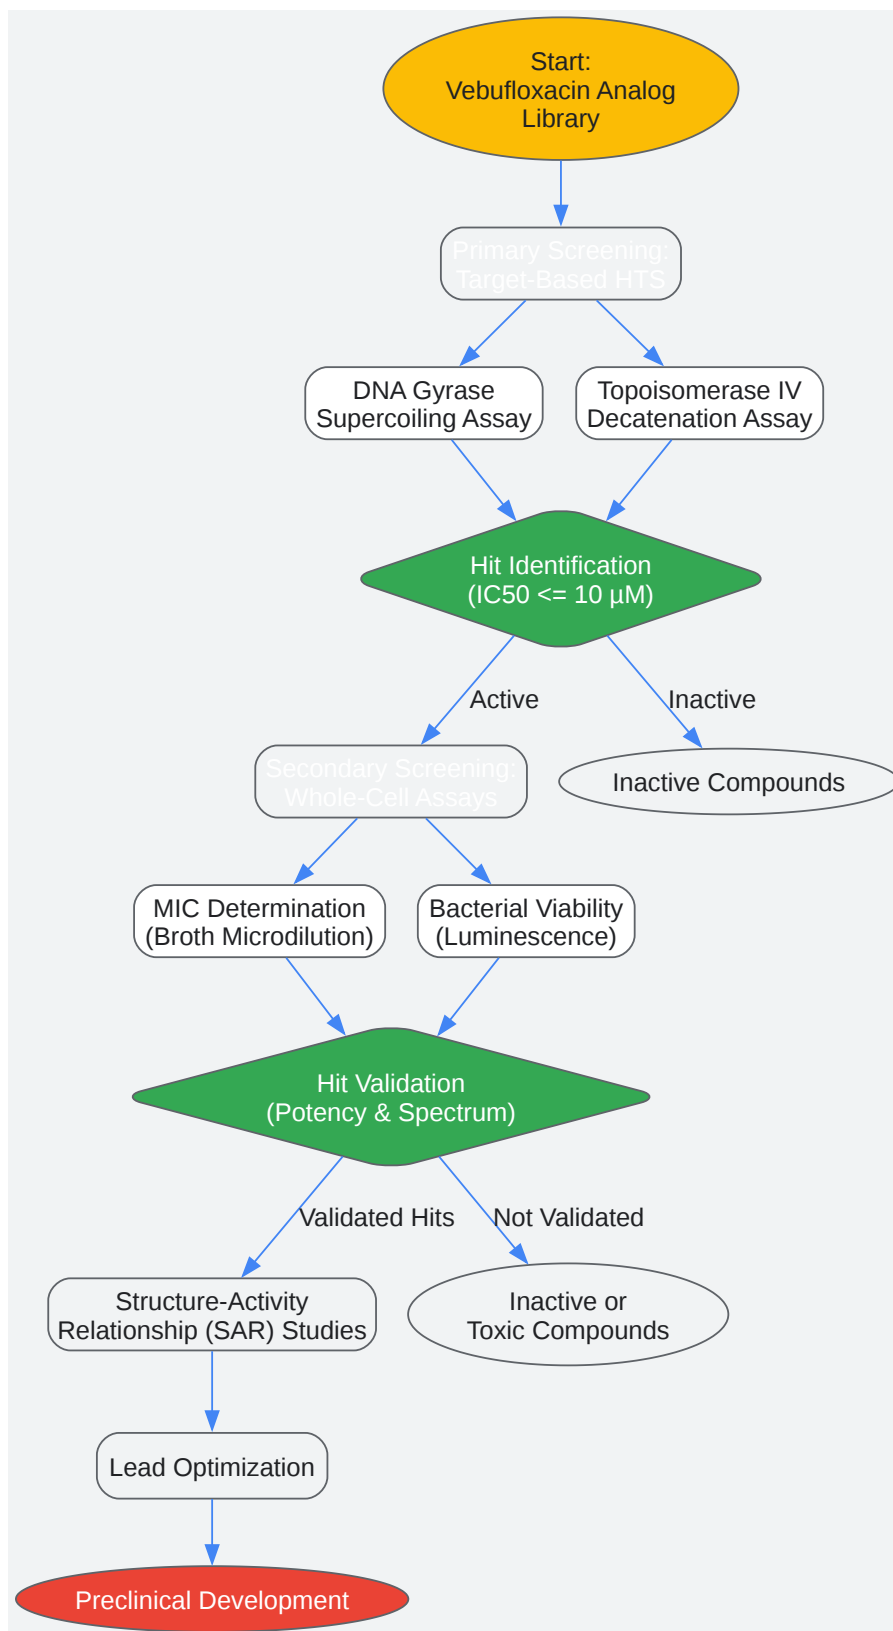 Start:
Vebufloxacin Analog
Library
Primary Screening:
Target-Based HTS
DNA Gyrase
Supercoiling Assay
Topoisomerase IV
Decatenation Assay
Hit Identification
(IC50 <= 10 µM)
Active
Inactive
Secondary Screening:
Whole-Cell Assays
Inactive Compounds
MIC Determination
(Broth Microdilution)
Bacterial Viability
(Luminescence)
Hit Validation
(Potency & Spectrum)
Validated Hits
Not Validated
Structure-Activity
Relationship (SAR) Studies
Inactive or
Toxic Compounds
Lead Optimization
Preclinical Development